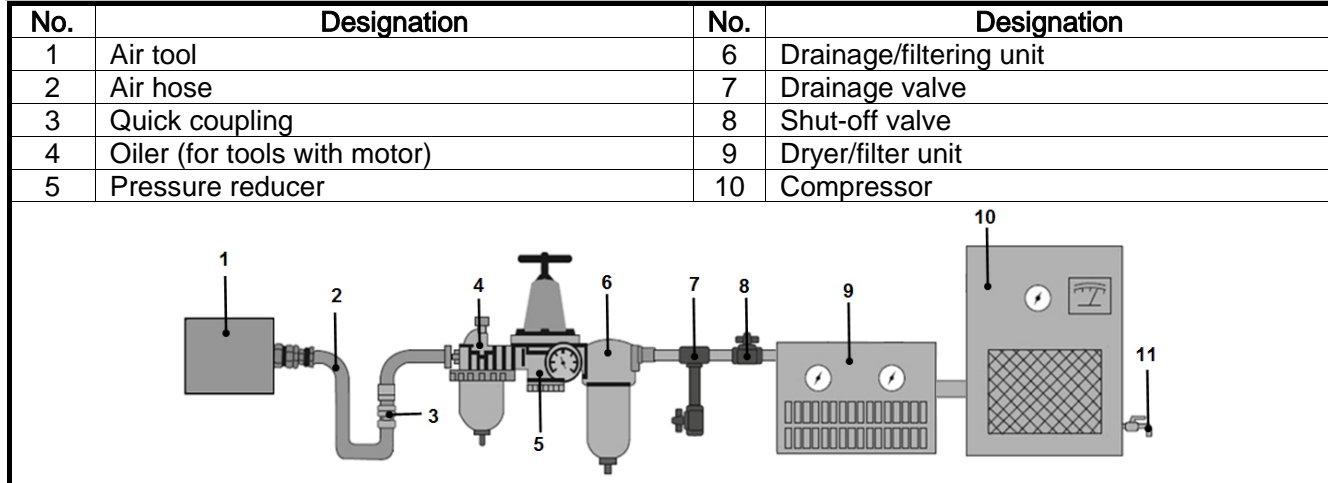 No. Designation No. Designation
1 Air tool 6 Drainage/filtering unit
2 Air hose 7 Drainage valve
3 Quick coupling 8 Shut-off valve
4 Oiler (for tools with motor) 9 Dryer/filter unit
5 Pressure reducer 10 Compressor
10
1
2
4
6
7
8
9
11
3
5